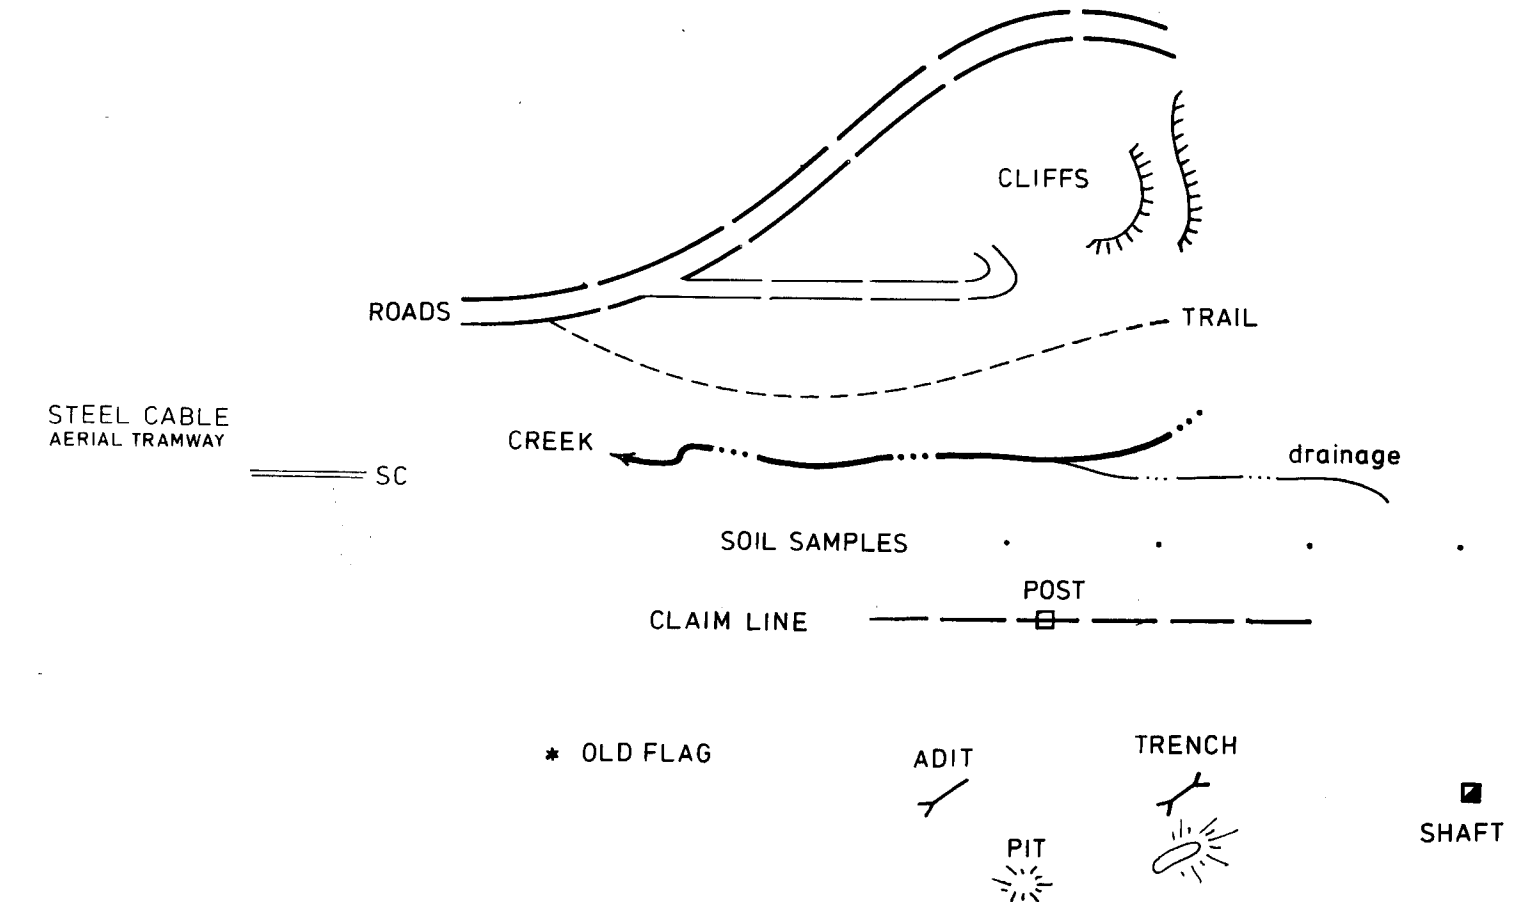 CLIFFS
ROADS
TRAIL
STEEL CABLE
AERIAL TRAMWAY
SC
CREEK
drainage
SOIL SAMPLES
POST
CLAIM LINE
* OLD FLAG
ADIT
TRENCH
PIT
SHAFT